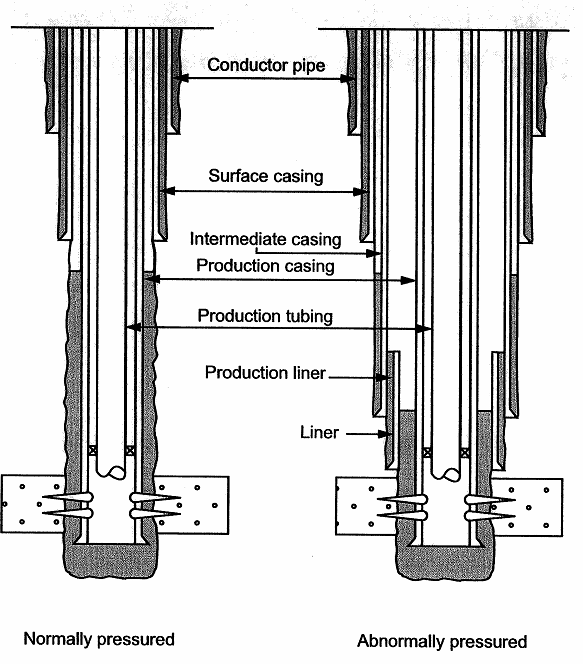 Conductor pipe
Surface casing
Intermediate casing
Production casing
Production tubing
Production liner
Liner
Normally pressured
Abnormally pressured